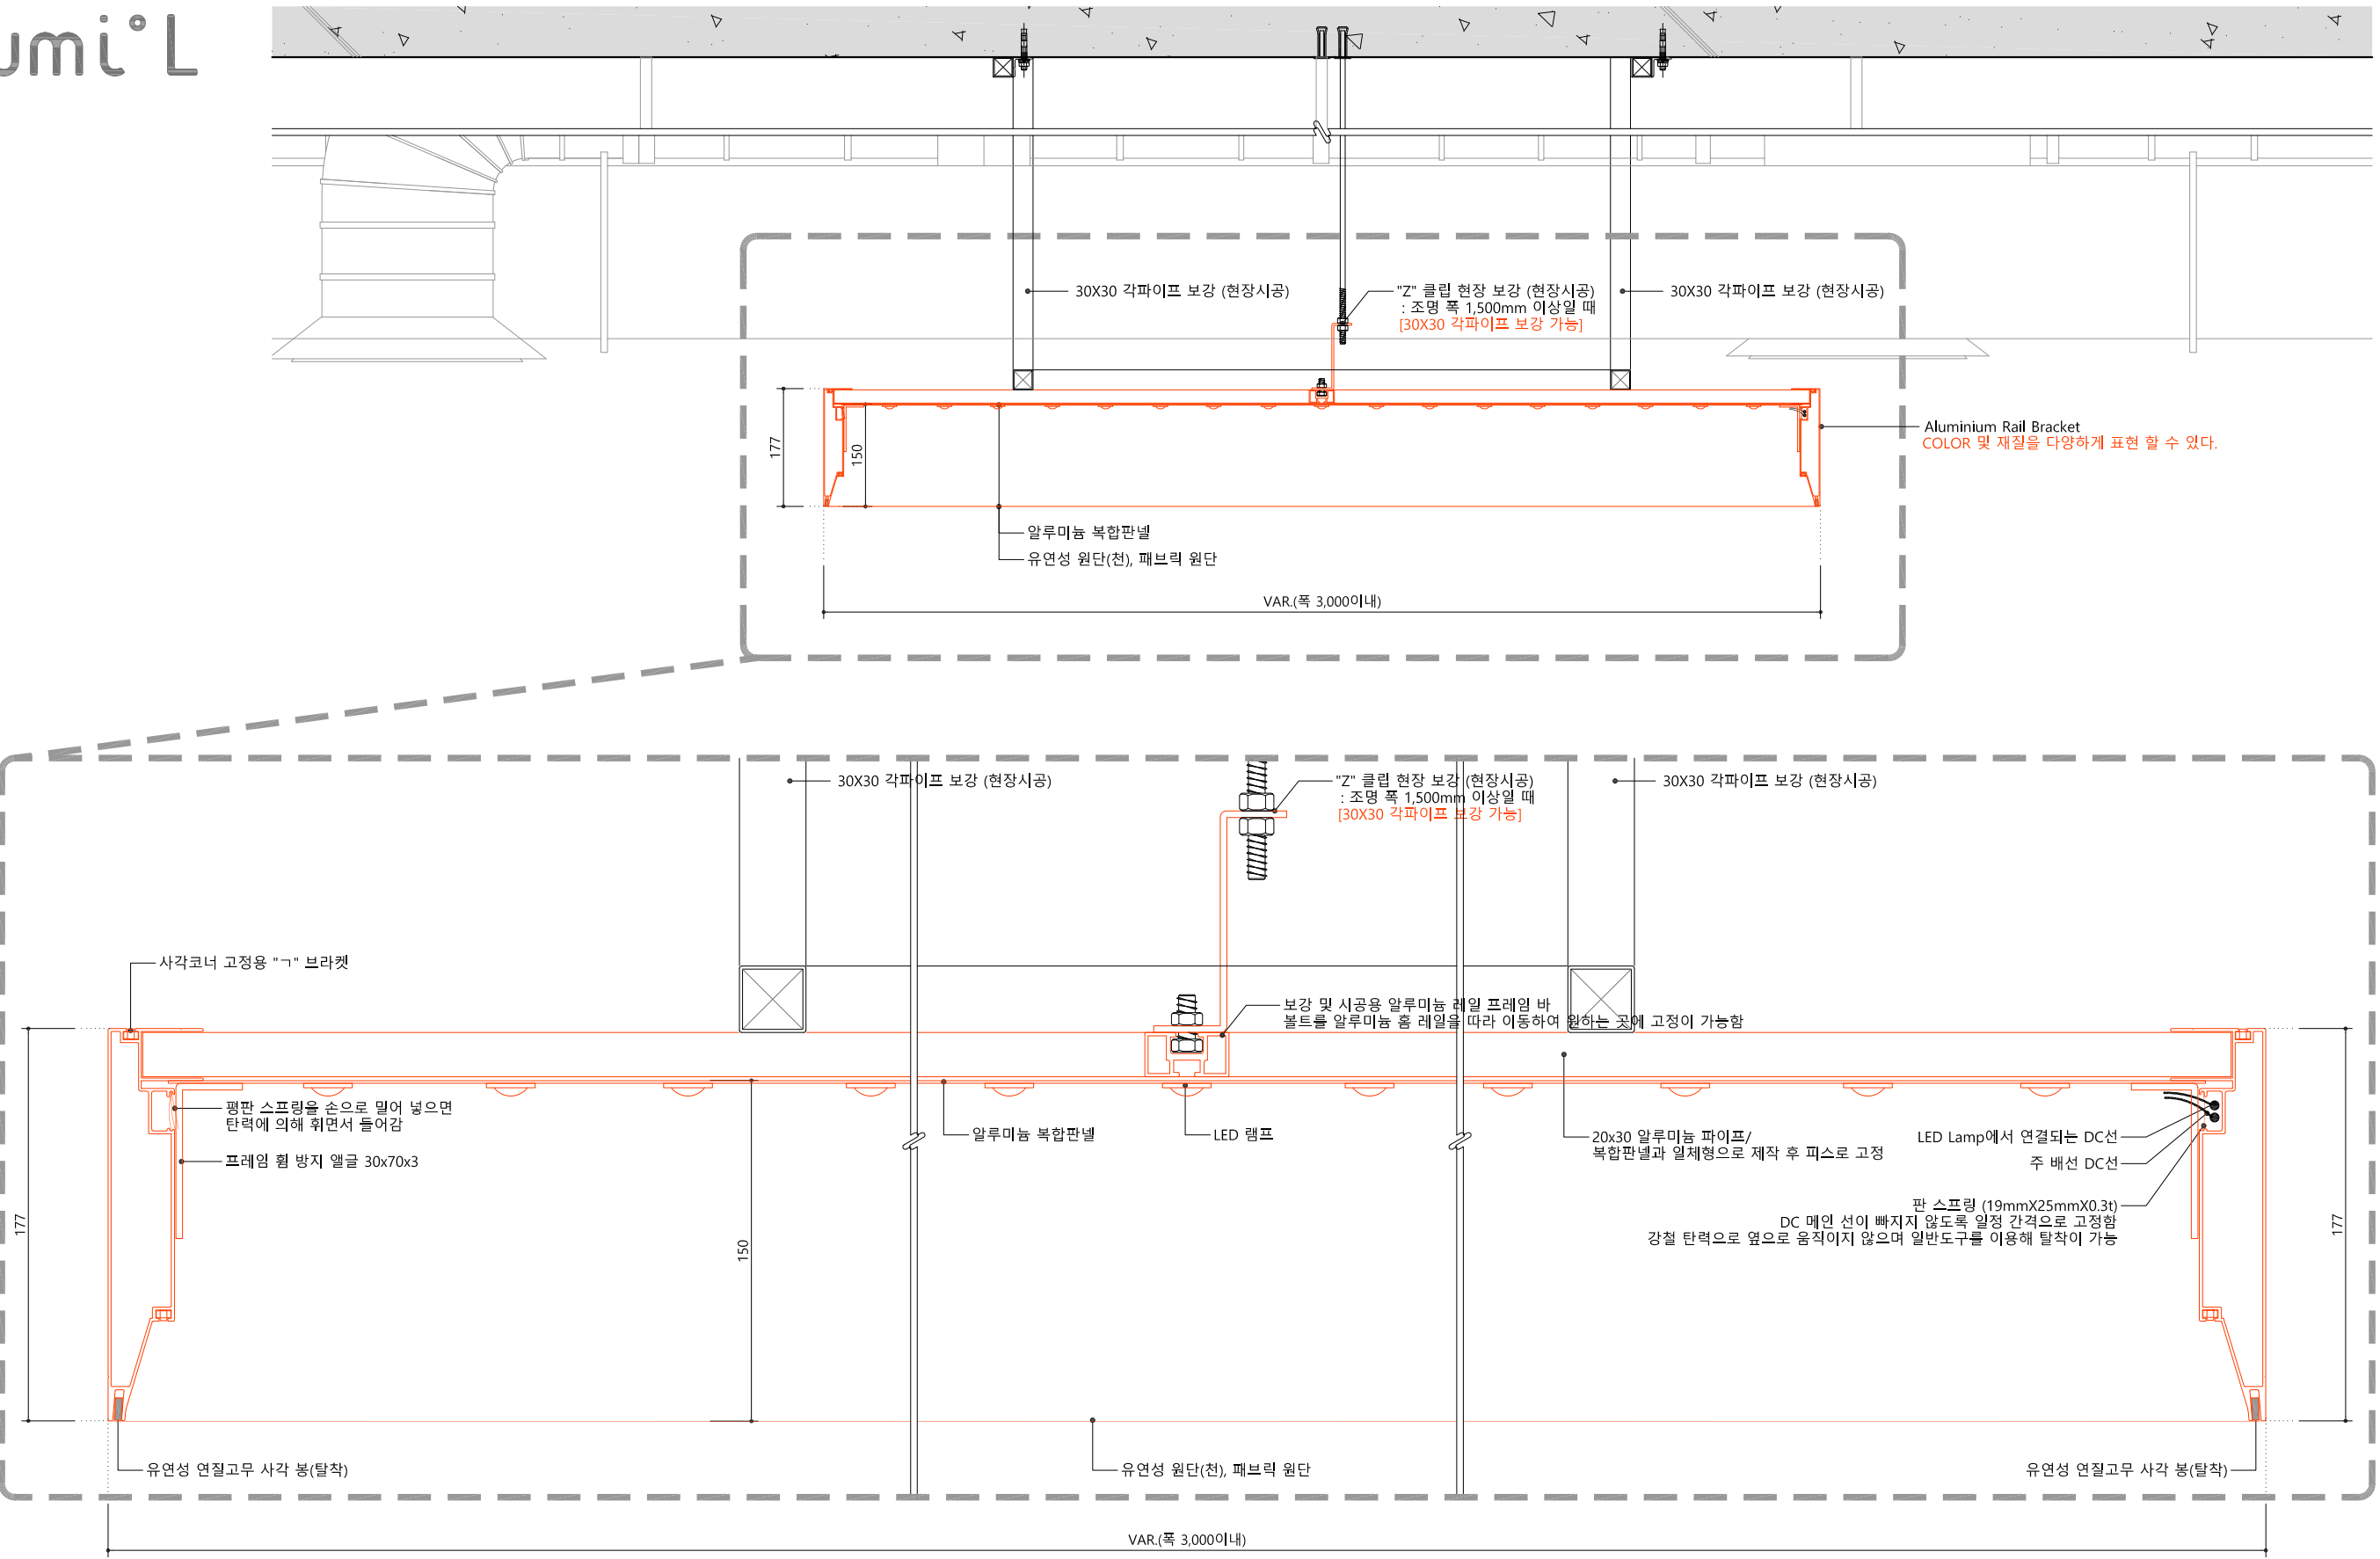 umi°L
30X30 각파이프 보강 (현장시공)
"Z" 클립 현장 보강 (현장시공)
: 조명 폭 1,500mm 이상일 때
[30X30 각파이프 보강 가능]
30X30 각파이프 보강 (현장시공)
177
150
Aluminium Rail Bracket
COLOR 및 재질을 다양하게 표현 할 수 있다.
알루미늄 복합판넬
유연성 원단(천), 패브릭 원단
VAR.(폭 3,000이내)
30X30 각파이프 보강 (현장시공)
"Z" 클립 현장 보강 (현장시공)
: 조명 폭 1,500mm 이상일 때
[30X30 각파이프 보강 가능]
30X30 각파이프 보강 (현장시공)
사각코너 고정용 "ㄱ" 브라켓
보강 및 시공용 알루미늄 레일 프레임 바
볼트를 알루미늄 홈 레일을 따라 이동하여 원하는 곳에 고정이 가능함
평판 스프링을 손으로 밀어 넣으면
탄력에 의해 휘면서 들어감
프레임 휨 방지 앵글 30x70x3
알루미늄 복합판넬
LED 램프
20x30 알루미늄 파이프/
복합판넬과 일체형으로 제작 후 피스로 고정
LED Lamp에서 연결되는 DC선
주 배선 DC선
판 스프링 (19mmX25mmX0.3t)
DC 메인 선이 빠지지 않도록 일정 간격으로 고정함
강철 탄력으로 옆으로 움직이지 않으며 일반도구를 이용해 탈착이 가능
177
150
177
유연성 연질고무 사각 봉(탈착)
유연성 원단(천), 패브릭 원단
유연성 연질고무 사각 봉(탈착)
VAR.(폭 3,000이내)